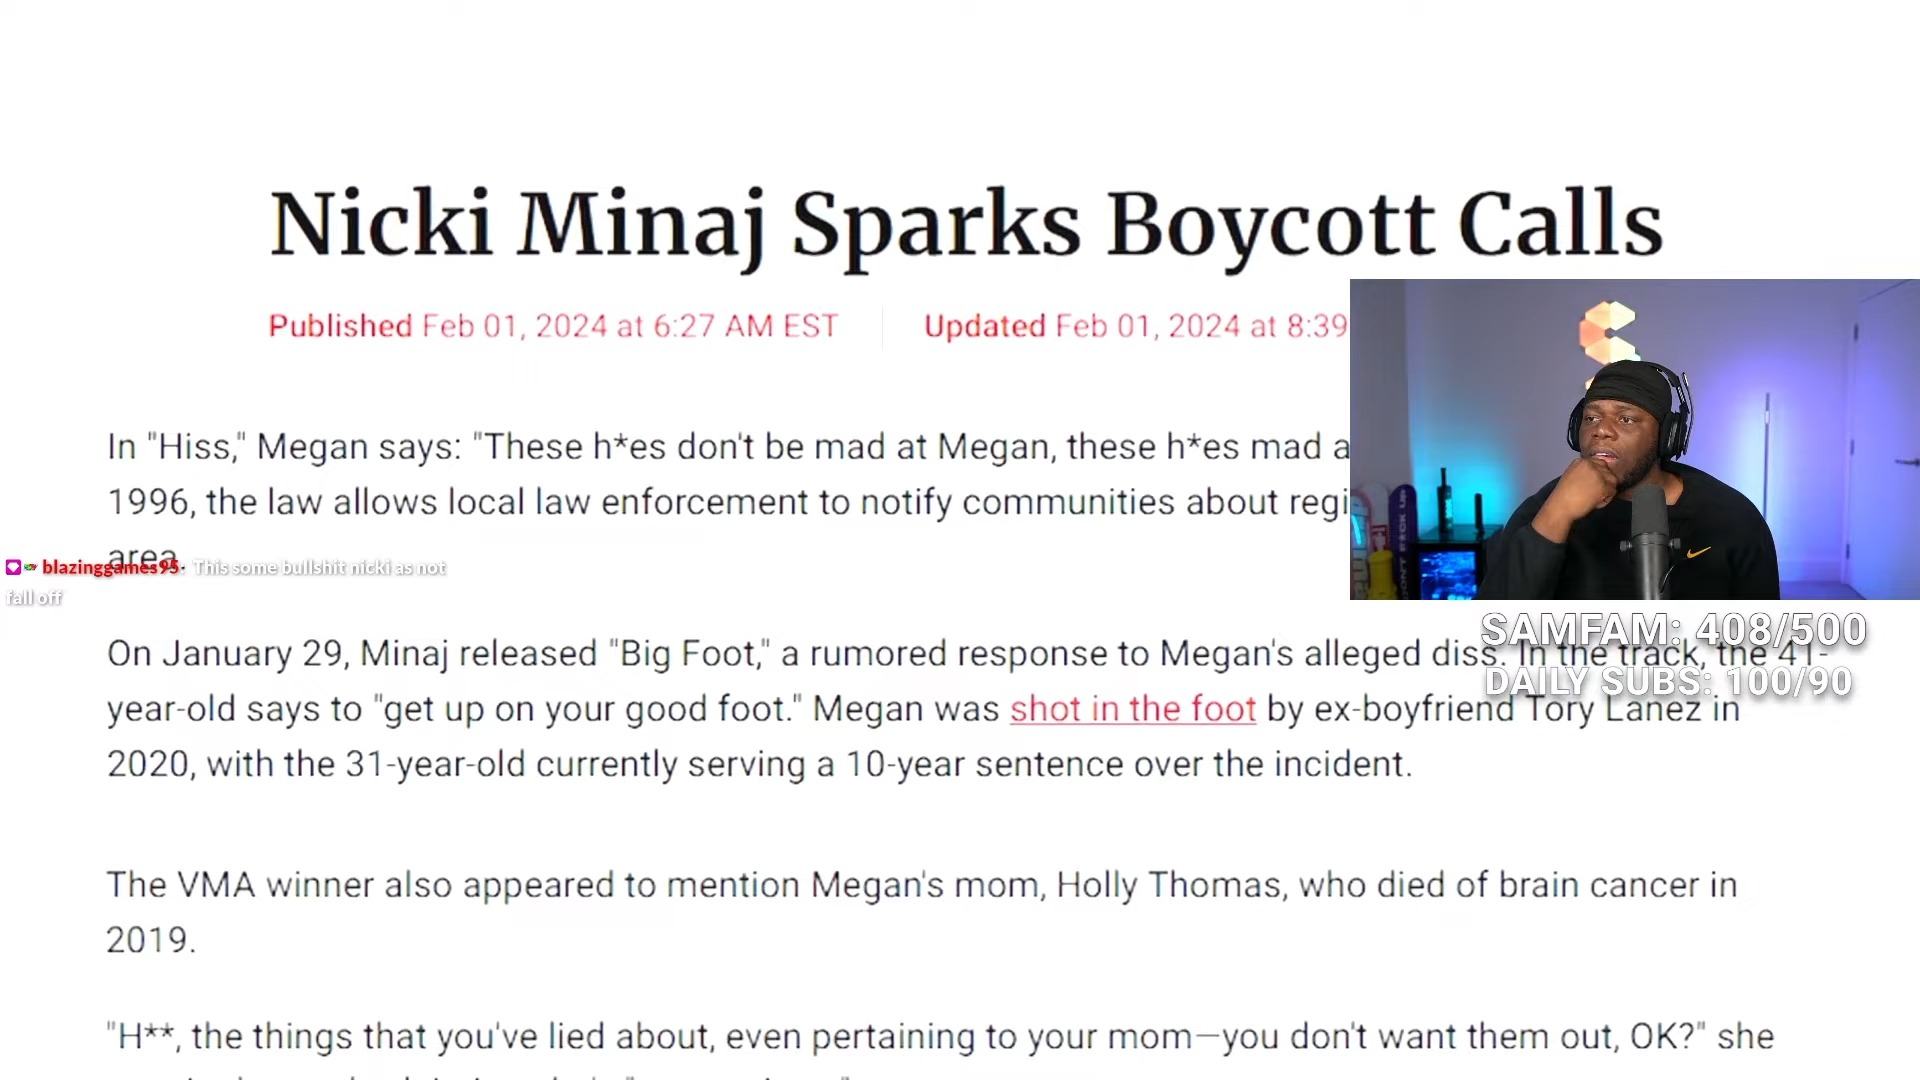 Nicki Minaj Sparks Boycott Calls
Published Feb 01, 2024 at 6:27 AM EST
Updated Feb 01, 2024 at 8:39
In "Hiss," Megan says: "These h*es don't be mad at Megan, these h*es mad a
1996, the law allows local law enforcement to notify communities about regi
area.
blazinggames95: This some bullshit nicki as not
fall off
SAMFAM: 408/500
DAILY SUBS: 100/90
On January 29, Minaj released "Big Foot," a rumored response to Megan's alleged diss. In the track, the 41-
year-old says to "get up on your good foot." Megan was shot in the foot by ex-boyfriend Tory Lanez in
2020, with the 31-year-old currently serving a 10-year sentence over the incident.
The VMA winner also appeared to mention Megan's mom, Holly Thomas, who died of brain cancer in
2019.
"H**, the things that you've lied about, even pertaining to your mom—you don't want them out, OK?" she